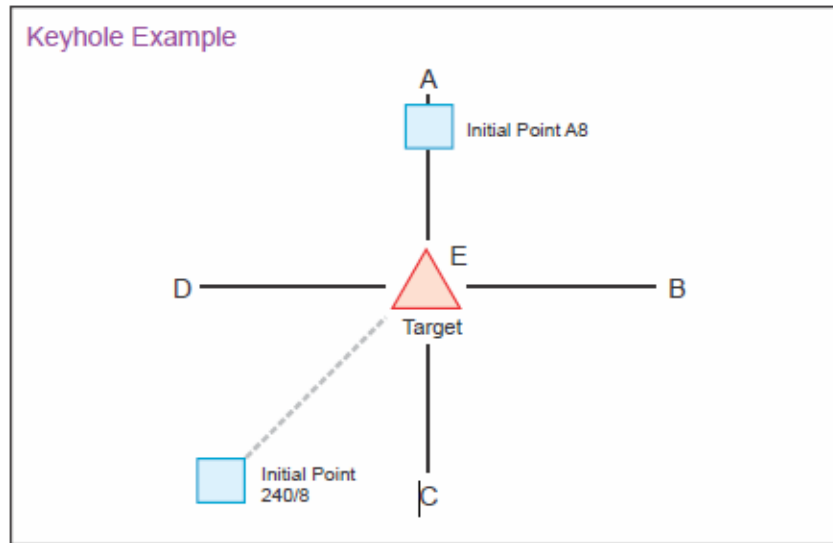 Keyhole Example
A
Initial Point A8
E
D
B
Target
Initial Point
240/8
C